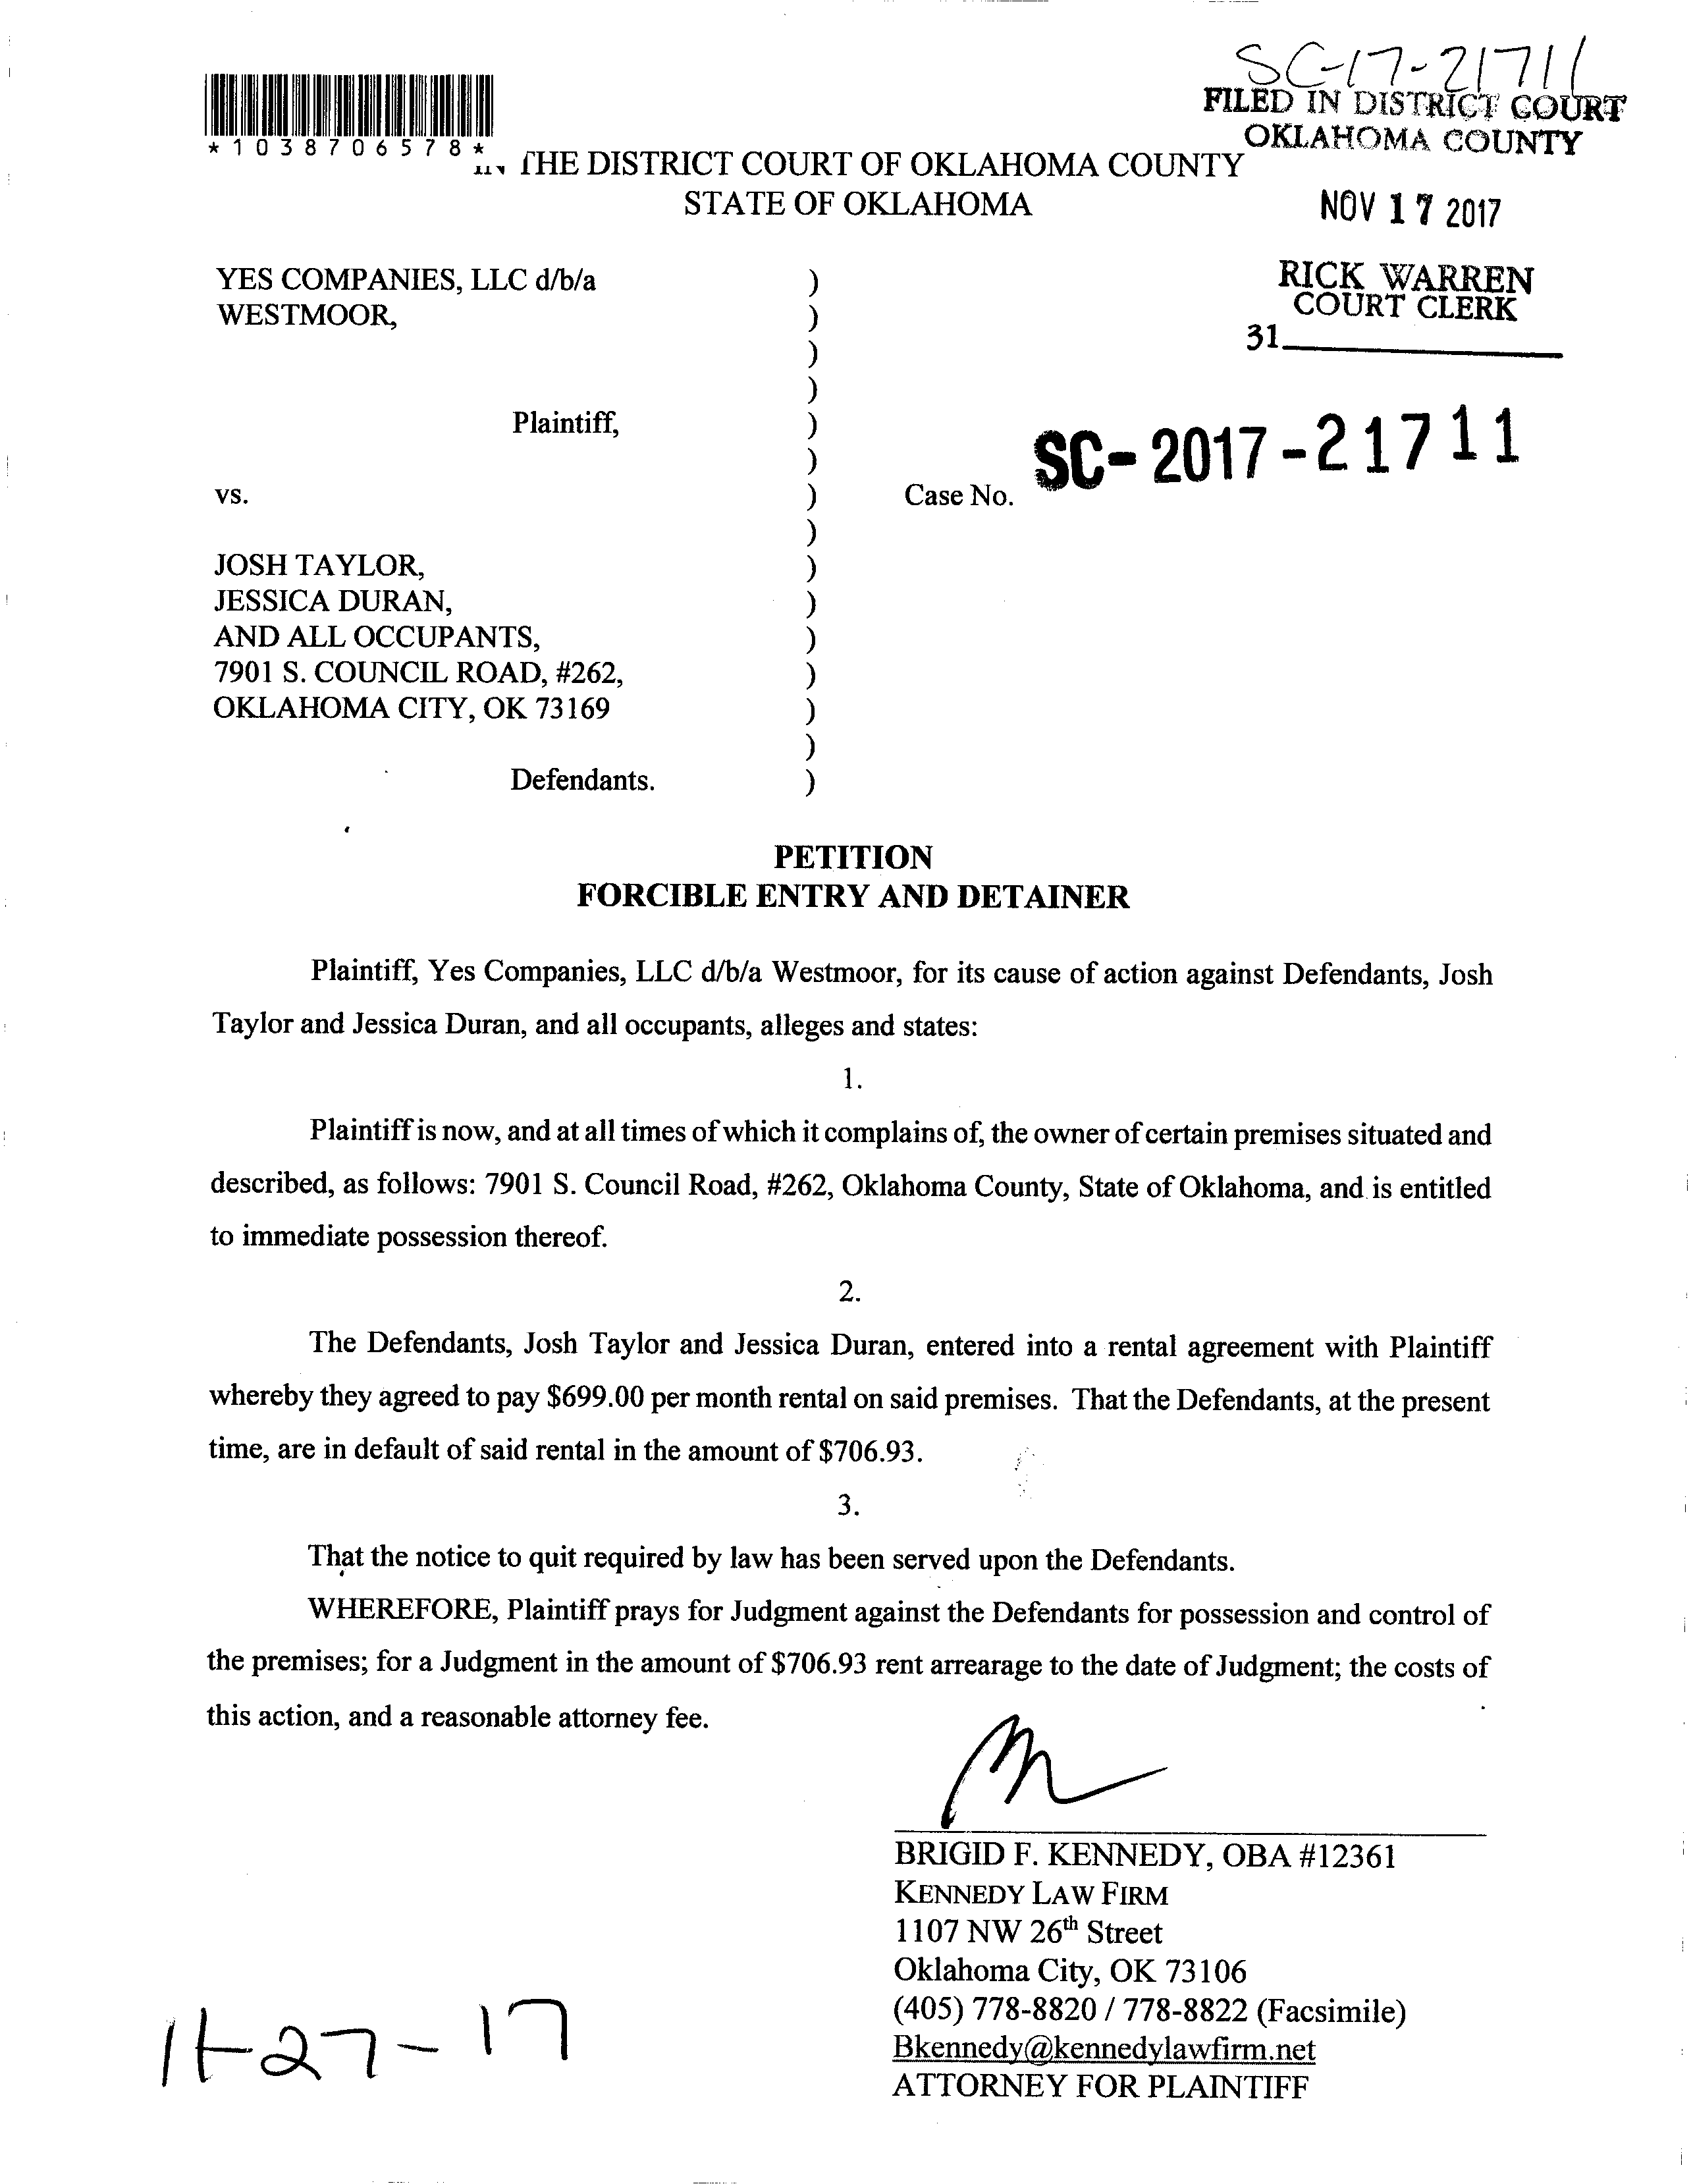 SC-17-21711
FILED IN DISTRICT COURT
OKLAHOMA COUNTY
*1038706578*
THE DISTRICT COURT OF OKLAHOMA COUNTY
STATE OF OKLAHOMA
NOV 17 2017
RICK WARREN
COURT CLERK
31
YES COMPANIES, LLC d/b/a )
WESTMOOR, )
)
)
Plaintiff, )
)
vs. ) Case No. SC-2017-21711
)
JOSH TAYLOR, )
JESSICA DURAN, )
AND ALL OCCUPANTS, )
7901 S. COUNCIL ROAD, #262, )
OKLAHOMA CITY, OK 73169 )
)
Defendants. )
PETITION
FORCIBLE ENTRY AND DETAINER
Plaintiff, Yes Companies, LLC d/b/a Westmoor, for its cause of action against Defendants, Josh
Taylor and Jessica Duran, and all occupants, alleges and states:
1.
Plaintiff is now, and at all times of which it complains of, the owner of certain premises situated and
described, as follows: 7901 S. Council Road, #262, Oklahoma County, State of Oklahoma, and is entitled
to immediate possession thereof.
2.
The Defendants, Josh Taylor and Jessica Duran, entered into a rental agreement with Plaintiff
whereby they agreed to pay $699.00 per month rental on said premises. That the Defendants, at the present
time, are in default of said rental in the amount of $706.93.
3.
That the notice to quit required by law has been served upon the Defendants.
WHEREFORE, Plaintiff prays for Judgment against the Defendants for possession and control of
the premises; for a Judgment in the amount of $706.93 rent arrearage to the date of Judgment; the costs of
this action, and a reasonable attorney fee.
BRIGID F. KENNEDY, OBA #12361
KENNEDY LAW FIRM
1107 NW 26th Street
Oklahoma City, OK 73106
(405) 778-8820 / 778-8822 (Facsimile)
Bkennedy@kennedylawfirm.net
ATTORNEY FOR PLAINTIFF
11-27-17